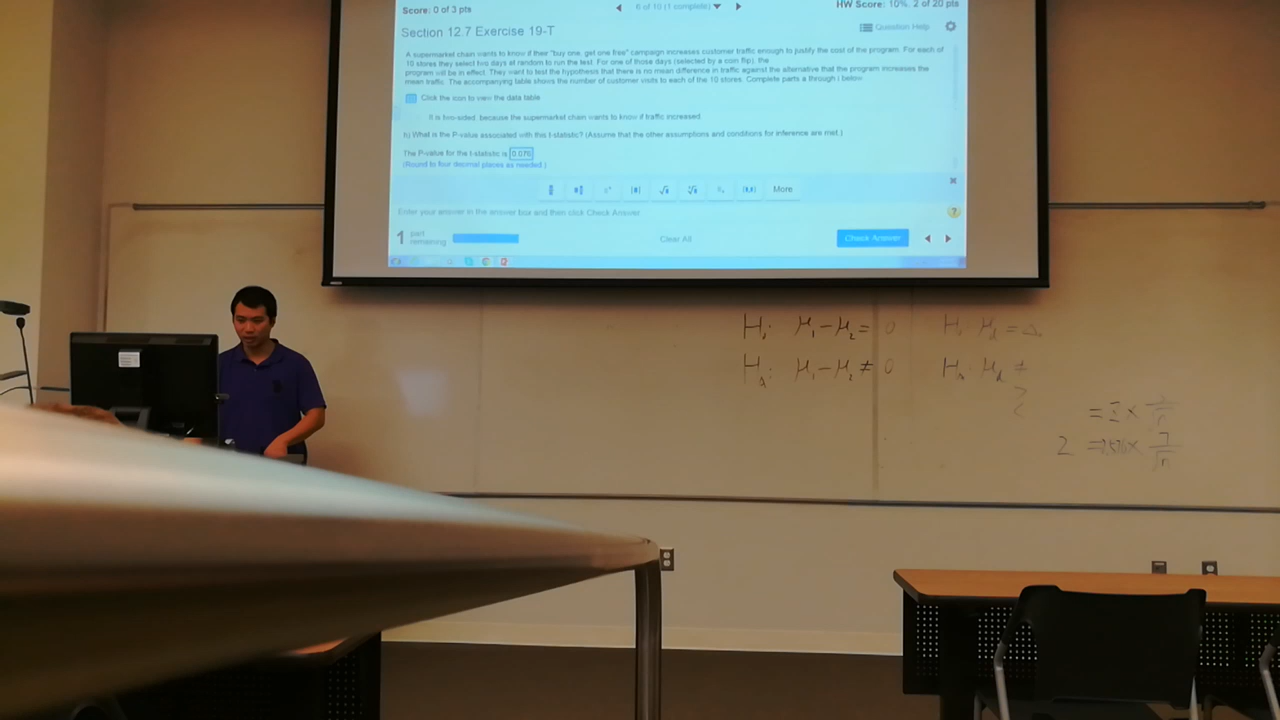 Score: 0 of 3 pts
6 of 10 (1 complete)
HW Score: 10%, 2 of 20 pts
Section 12.7 Exercise 19-T
Question Help
A supermarket chain wants to know if their "buy one, get one free" campaign increases customer traffic enough to justify the cost of the program. For each of
10 stores they select two days at random to run the test. For one of those days (selected by a coin flip), the
program will be in effect. They want to test the hypothesis that there is no mean difference in traffic against the alternative that the program increases the
mean traffic. The accompanying table shows the number of customer visits to each of the 10 stores. Complete parts a through i below.
Click the icon to view the data table
It is two-sided, because the supermarket chain wants to know if traffic increased.
h) What is the P-value associated with this t-statistic? (Assume that the other assumptions and conditions for inference are met.)
The P-value for the t-statistic is 0.076
(Round to four decimal places as needed.)
More
Enter your answer in the answer box and then click Check Answer
1 part
remaining
Clear All
Check Answer
H₀: μ₁-μ₂= 0
Hₐ: μ₁-μ₂ ≠ 0